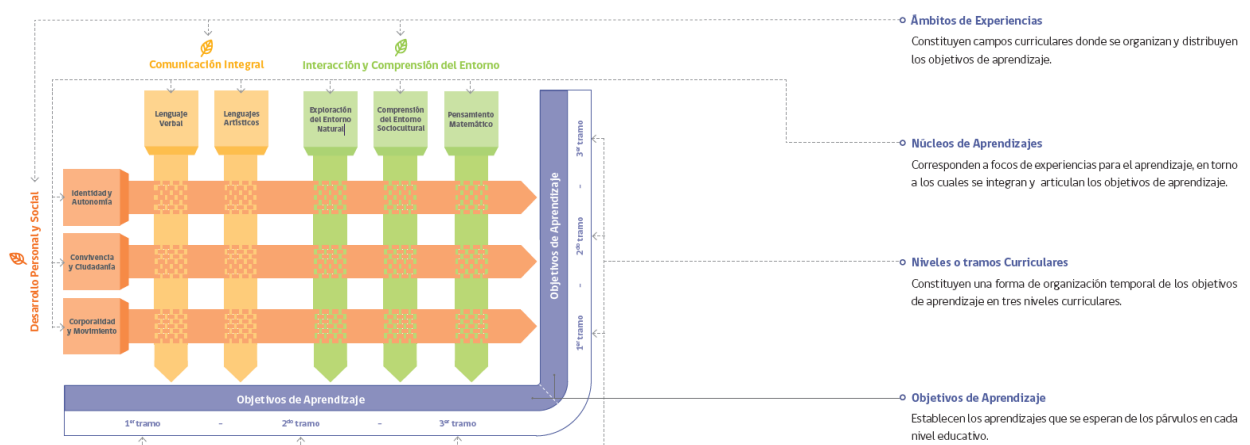 Comunicación Integral
Interacción y Comprensión del Entorno
Lenguaje
Verbal
Lenguajes
Artísticos
Exploración
del Entorno
Natural
Comprensión
del Entorno
Sociocultural
Pensamiento
Matemático
Desarrollo Personal y Social
Identidad y
Autonomía
Convivencia
y Ciudadanía
Corporalidad
y Movimiento
Objetivos de Aprendizaje
1er tramo - 2do tramo - 3er tramo
Objetivos de Aprendizaje
1er tramo - 2do tramo - 3er tramo
Ámbitos de Experiencias
Constituyen campos curriculares donde se organizan y distribuyen
los objetivos de aprendizaje.
Núcleos de Aprendizajes
Corresponden a focos de experiencias para el aprendizaje, en torno
a los cuales se integran y articulan los objetivos de aprendizaje.
Niveles o tramos Curriculares
Constituyen una forma de organización temporal de los objetivos
de aprendizaje en tres niveles curriculares.
Objetivos de Aprendizaje
Establecen los aprendizajes que se esperan de los párvulos en cada
nivel educativo.